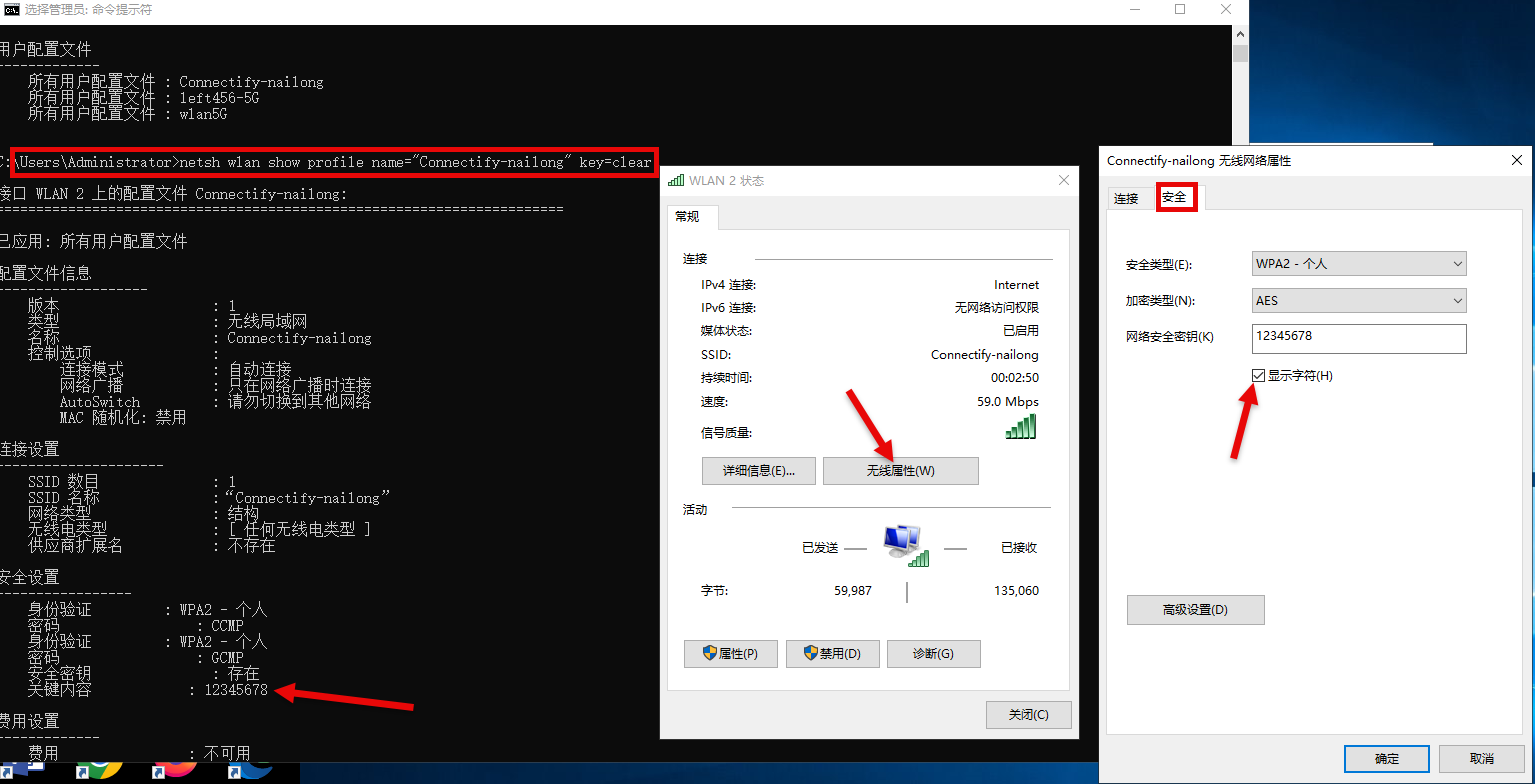 选择管理员: 命令提示符
用户配置文件
-------------
所有用户配置文件 : Connectify-nailong
所有用户配置文件 : left456-5G
所有用户配置文件 : wlan5G
C:\Users\Administrator>netsh wlan show profile name="Connectify-nailong" key=clear
接口 WLAN 2 上的配置文件 Connectify-nailong:
=======================================================================
已应用: 所有用户配置文件
配置文件信息
-------------------
版本 : 1
类型 : 无线局域网
名称 : Connectify-nailong
控制选项 :
连接模式 : 自动连接
网络广播 : 只在网络广播时连接
AutoSwitch : 请勿切换到其他网络
MAC 随机化: 禁用
连接设置
---------------------
SSID 数目 : 1
SSID 名称 :“Connectify-nailong”
网络类型 : 结构
无线电类型 : [ 任何无线电类型 ]
供应商扩展名 : 不存在
安全设置
-----------------
身份验证 : WPA2 - 个人
密码 : CCMP
身份验证 : WPA2 - 个人
密码 : GCMP
安全密钥 : 存在
关键内容 : 12345678
费用设置
-------------
费用 : 不可用
WLAN 2 状态
常规
连接
IPv4 连接: Internet
IPv6 连接: 无网络访问权限
媒体状态: 已启用
SSID: Connectify-nailong
持续时间: 00:02:50
速度: 59.0 Mbps
信号质量:
详细信息(E)... 无线属性(W)
活动
已发送 已接收
字节: 59,987 135,060
属性(P) 禁用(D) 诊断(G)
关闭(C)
Connectify-nailong 无线网络属性
连接 安全
安全类型(E): WPA2 - 个人
加密类型(N): AES
网络安全密钥(K) 12345678
显示字符(H)
高级设置(D)
确定 取消